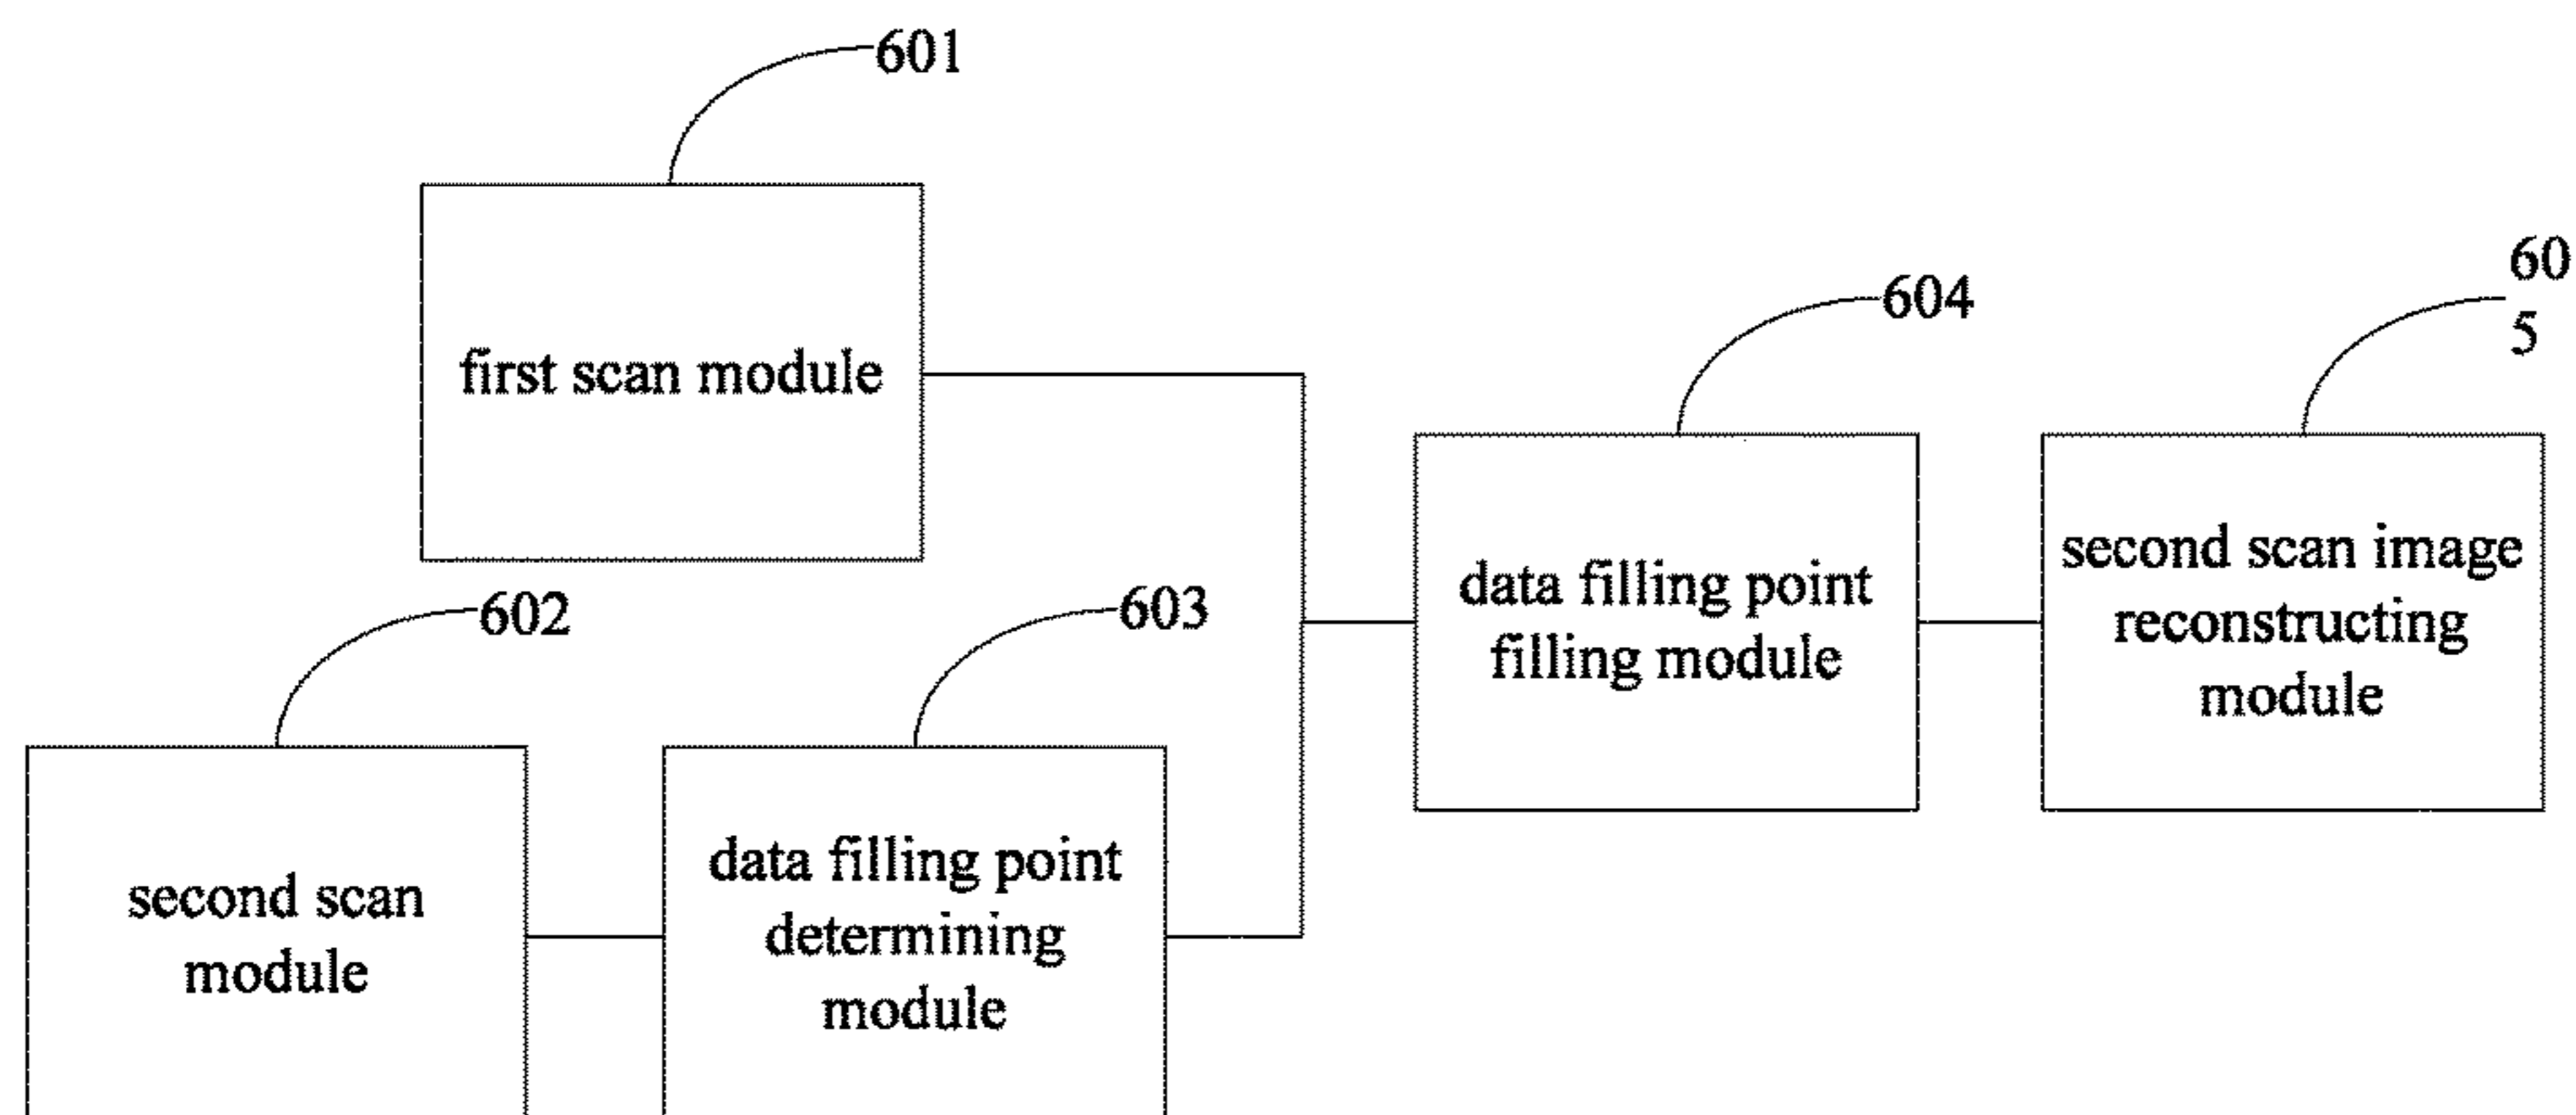 601
first scan module
602
second scan
module
603
data filling point
determining
module
604
data filling point
filling module
60
5
second scan image
reconstructing
module